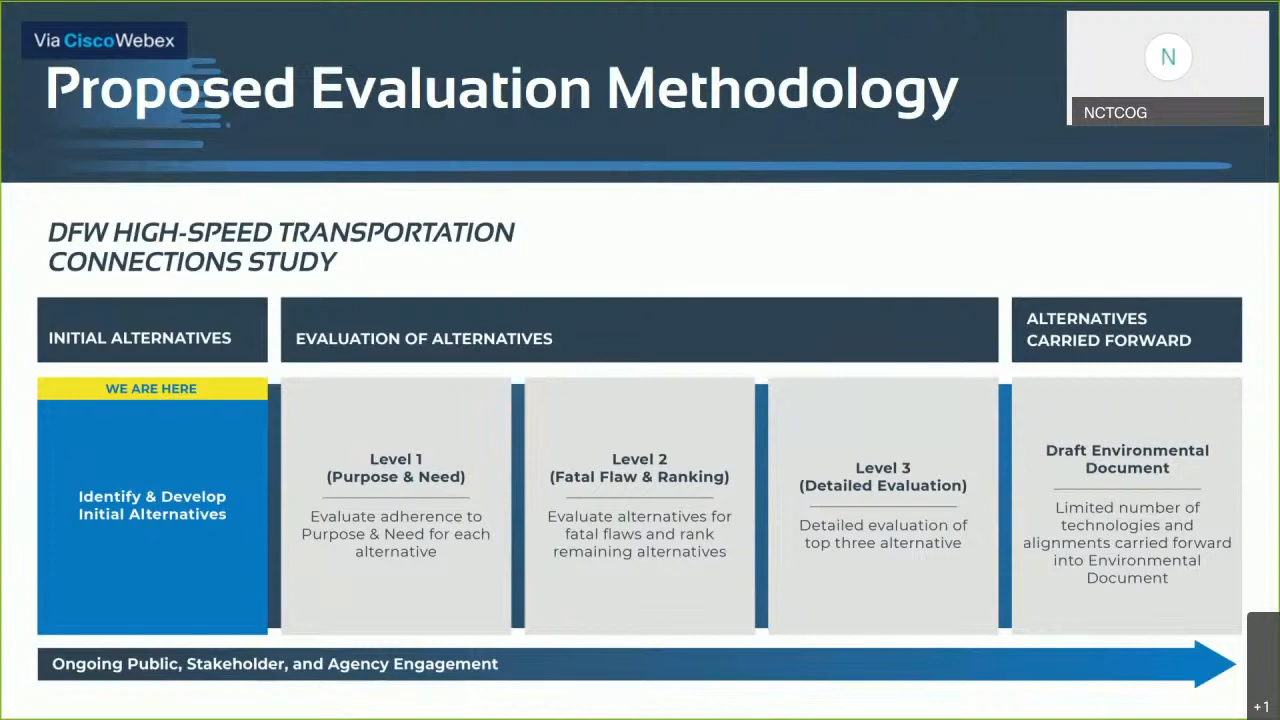 Via CiscoWebex
Proposed Evaluation Methodology
N
NCTCOG
DFW HIGH-SPEED TRANSPORTATION
CONNECTIONS STUDY
INITIAL ALTERNATIVES
EVALUATION OF ALTERNATIVES
ALTERNATIVES
CARRIED FORWARD
WE ARE HERE
Identify & Develop
Initial Alternatives
Level 1
(Purpose & Need)
Evaluate adherence to
Purpose & Need for each
alternative
Level 2
(Fatal Flaw & Ranking)
Evaluate alternatives for
fatal flaws and rank
remaining alternatives
Level 3
(Detailed Evaluation)
Detailed evaluation of
top three alternative
Draft Environmental
Document
Limited number of
technologies and
alignments carried forward
into Environmental
Document
Ongoing Public, Stakeholder, and Agency Engagement
+1